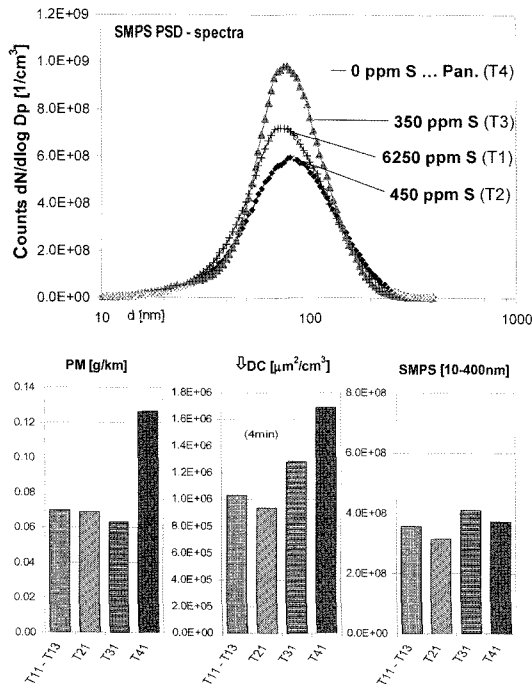 SMPS PSD - spectra
Counts dN/dlog Dp [1/cm³]
1.2E+09
1.0E+09
8.0E+08
6.0E+08
4.0E+08
2.0E+08
0.0E+00
0 ppm S ... Pan. (T4)
350 ppm S (T3)
6250 ppm S (T1)
450 ppm S (T2)
10 d [nm] 100 1000
PM [g/km]
0.14
0.12
0.10
0.08
0.06
0.04
0.02
0.00
T11 - T13 T21 T31 T41
⇩DC [µm²/cm³]
1.8E+06
1.6E+06
1.4E+06
1.2E+06
1.0E+06
8.0E+05
6.0E+05
4.0E+05
2.0E+05
0.0E+00
(4min)
T11 - T13 T21 T31 T41
SMPS [10-400nm]
8.0E+08
6.0E+08
4.0E+08
2.0E+08
0.0E+00
T11 - T13 T21 T31 T41